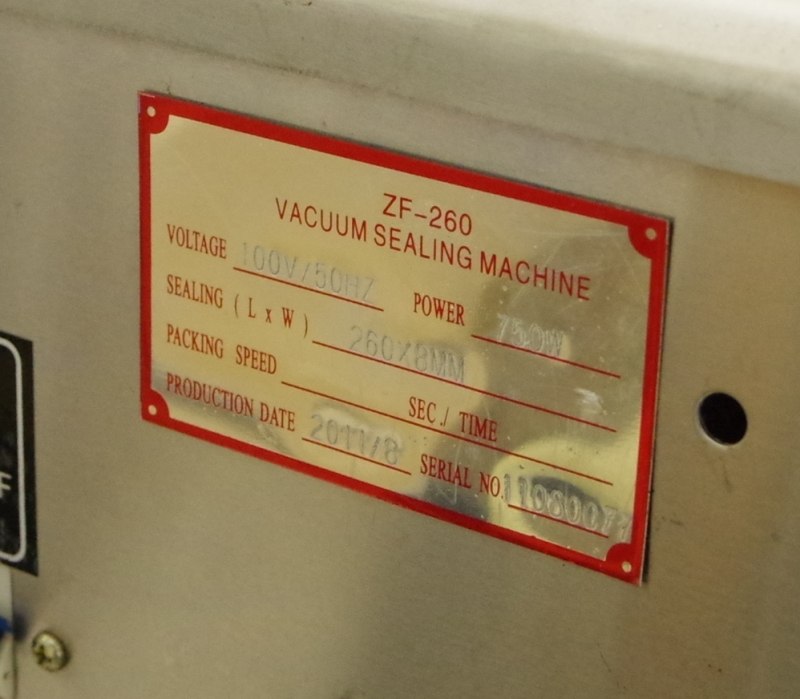 ZF-260
VACUUM SEALING MACHINE
VOLTAGE 100V/50HZ POWER 750W
SEALING ( L x W ) 260X8MM
PACKING SPEED SEC./ TIME
PRODUCTION DATE 2011/8 SERIAL NO.
F